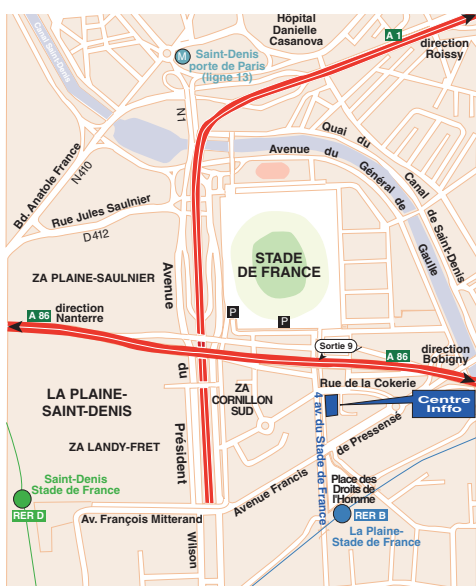 Hôpital
Danielle
Casanova
A 1
direction
Roissy
Canal Saint-Denis
M
Saint-Denis
porte de Paris
(ligne 13)
N1
Quai du
Canal
de Saint-Denis
Avenue du
Général de
Gaulle
Bd. Anatole France
N410
Rue Jules Saulnier
D412
STADE
DE FRANCE
ZA PLAINE-SAULNIER
Avenue
du
Président
Wilson
P
P
A 86
direction
Nanterre
Sortie 9
A 86
direction
Bobigny
Rue de la Cokerie
Centre
Inffo
LA PLAINE-
SAINT-DENIS
ZA
CORNILLON
SUD
4 av. du Stade de France
ZA LANDY-FRET
Avenue Francis
de Pressensé
Saint-Denis
Stade de France
RER D
Place des
Droits de
l'Homme
RER B
Av. François Mitterand
La Plaine-
Stade de France